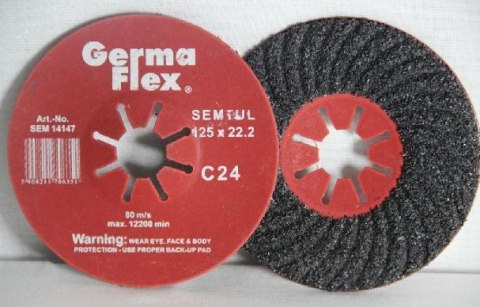 Germa
Flex®
Art.-No.
SEM 14147
125 x 22.2
C24
80 m/s
max. 12200 min
Warning: WEAR EYE, FACE & BODY
PROTECTION - USE PROPER BACK-UP PAD